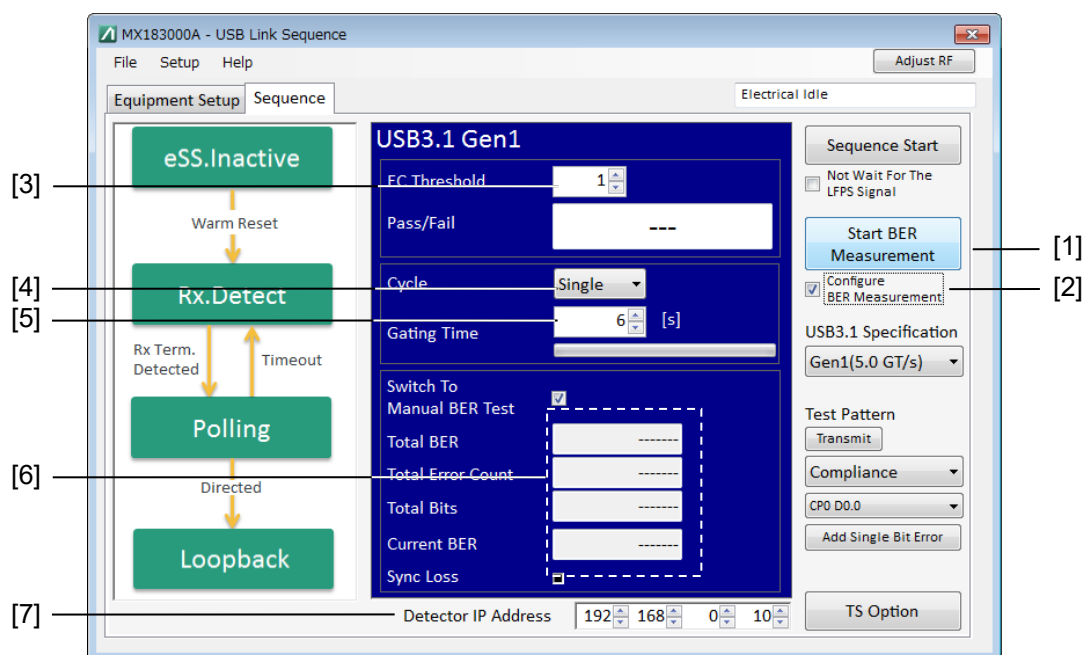 MX183000A - USB Link Sequence
File Setup Help
Adjust RF
Equipment Setup
Sequence
Electrical Idle
eSS.Inactive
Warm Reset
Rx.Detect
Rx Term.
Detected
Timeout
Polling
Directed
Loopback
USB3.1 Gen1
EC Threshold
1
Pass/Fail
---
Cycle
Single
Gating Time
6
[s]
Switch To
Manual BER Test
Total BER
-------
Total Error Count
-------
Total Bits
-------
Current BER
-------
Sync Loss
Detector IP Address
192 168 0 10
Sequence Start
Not Wait For The
LFPS Signal
Start BER
Measurement
Configure
BER Measurement
USB3.1 Specification
Gen1(5.0 GT/s)
Test Pattern
Transmit
Compliance
CP0 D0.0
Add Single Bit Error
TS Option
[3]
[4]
[5]
[6]
[7]
[1]
[2]